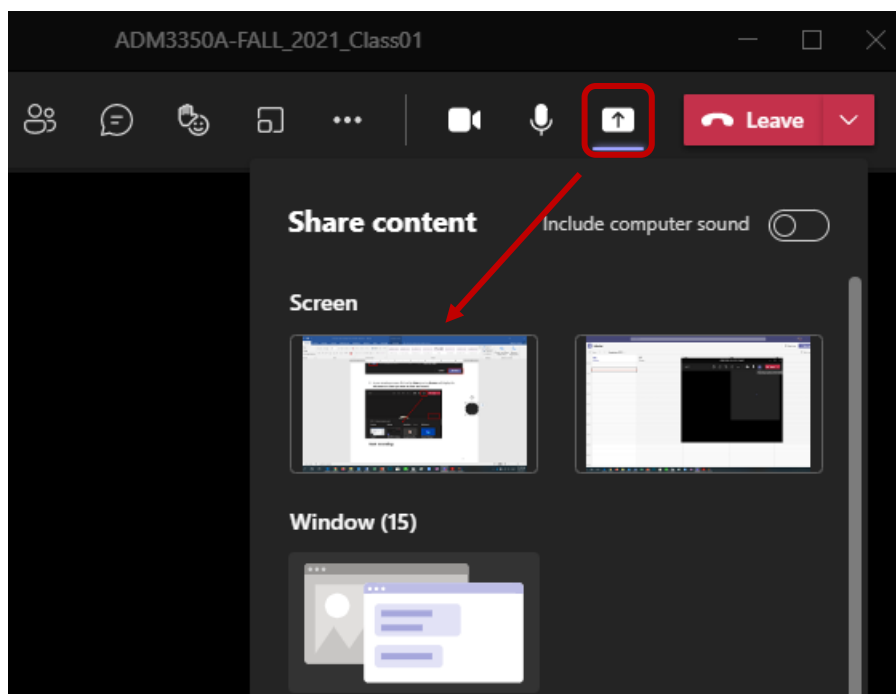 ADM3350A-FALL_2021_Class01
Leave
Share content
Include computer sound
Screen
Window (15)